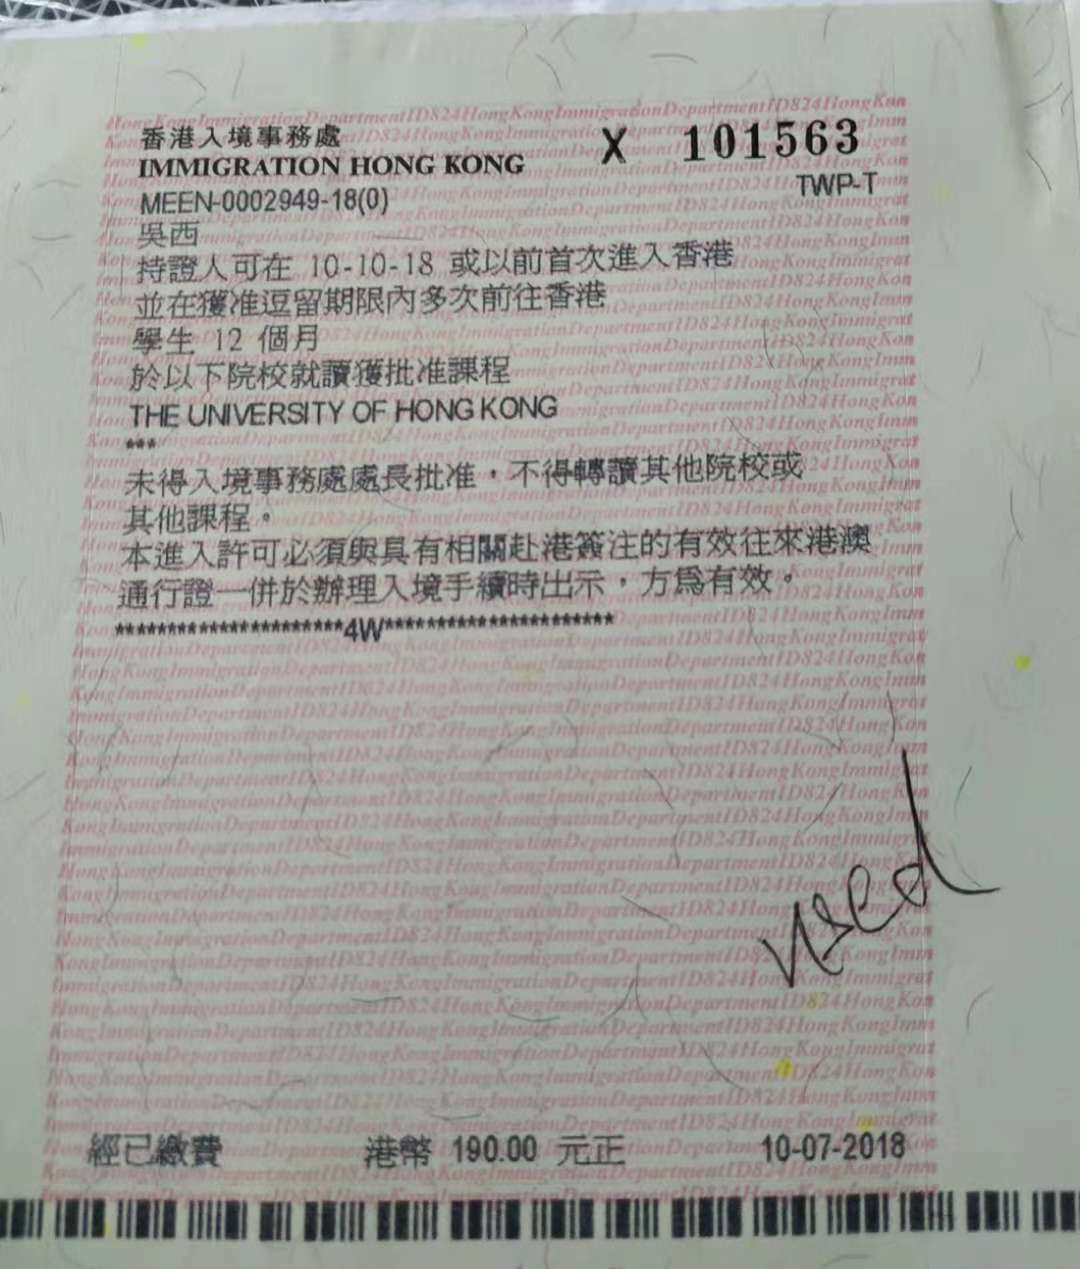 香港入境事務處
IMMIGRATION HONG KONG
X 101563
TWP-T
MEEN-0002949-18(0)
吳西
持證人可在 10-10-18 或以前首次進入香港
並在獲准逗留期限內多次前往香港
學生 12 個月
於以下院校就讀獲批准課程
THE UNIVERSITY OF HONG KONG
***
未得入境事務處處長批准，不得轉讀其他院校或
其他課程。
本進入許可必須與具有相關赴港簽注的有效往來港澳
通行證一併於辦理入境手續時出示，方為有效。
**********************4W**********************
used
經已繳費 港幣 190.00 元正 10-07-2018